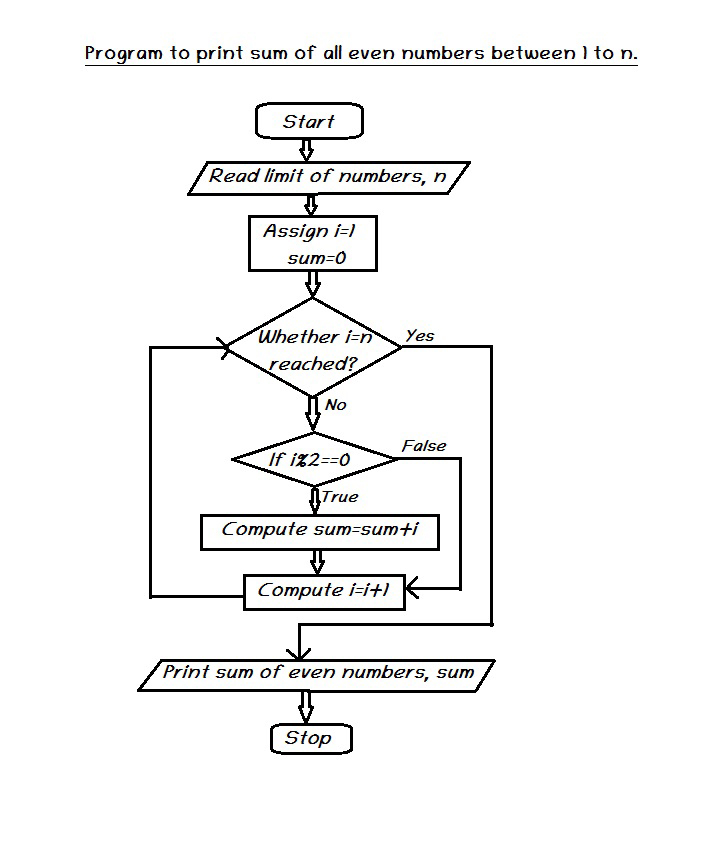 Program to print sum of all even numbers between 1 to n.
Start
Read limit of numbers, n
Assign i=1
sum=0
Whether i=n
reached?
Yes
No
If i%2==0
False
True
Compute sum=sum+i
Compute i=i+1
Print sum of even numbers, sum
Stop